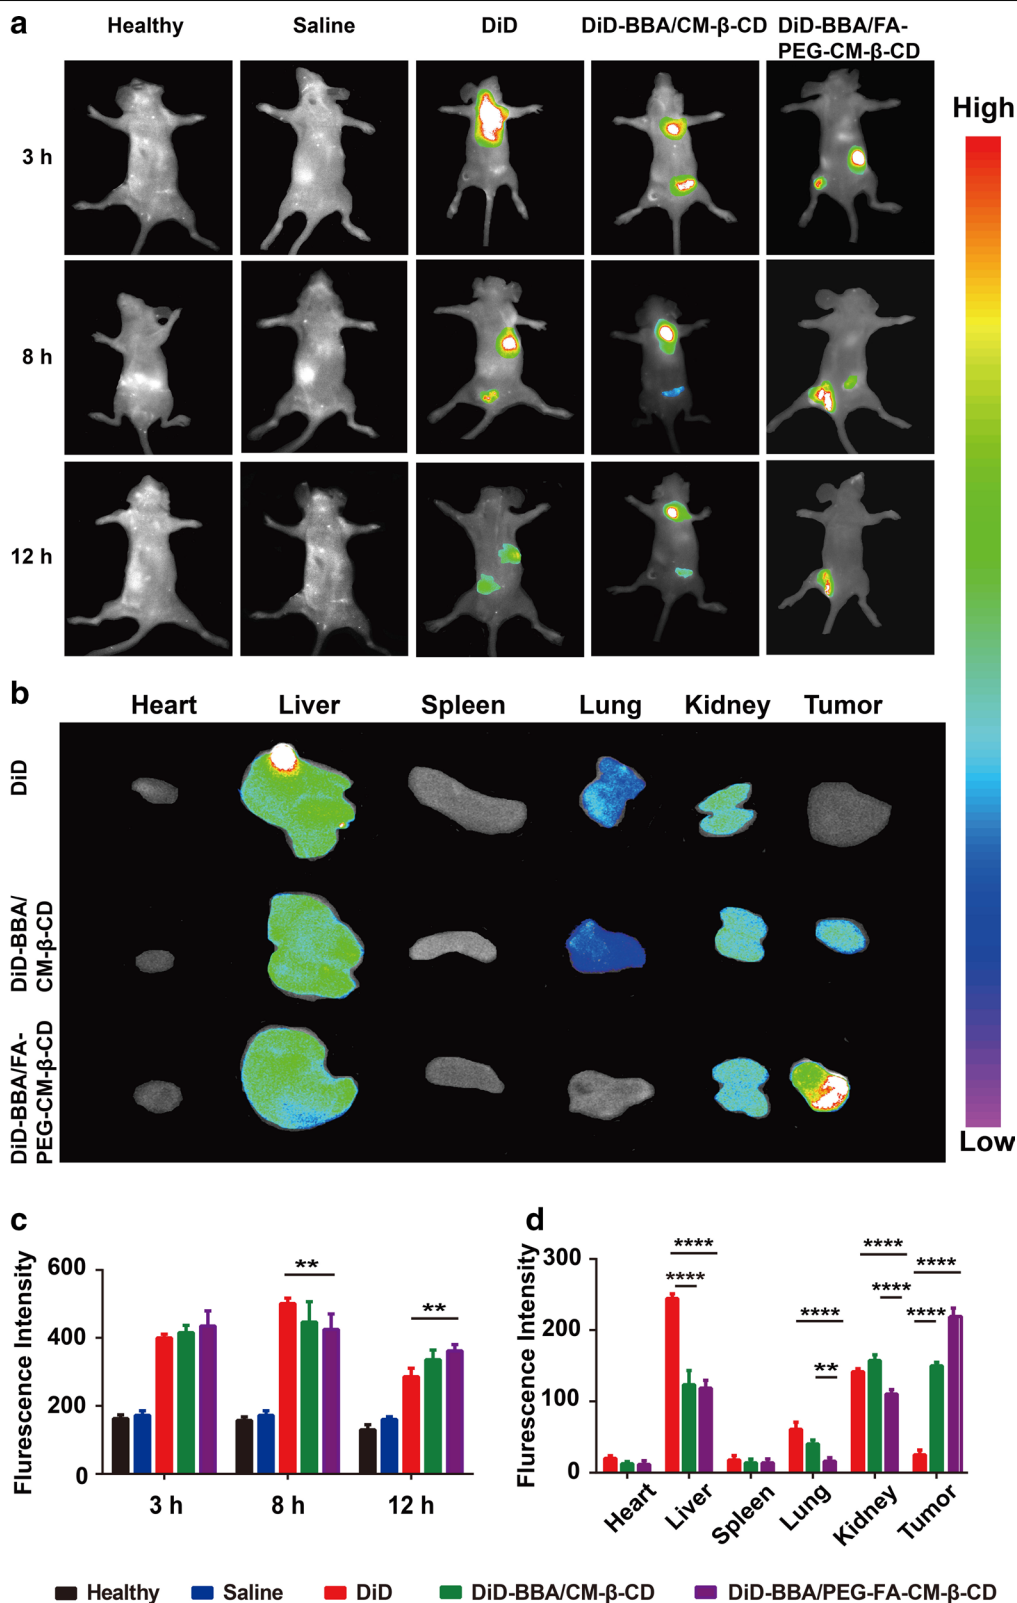 a
Healthy
Saline
DiD
DiD-BBA/CM-β-CD
DiD-BBA/FA-
PEG-CM-β-CD
High
3 h
8 h
12 h
b
Heart
Liver
Spleen
Lung
Kidney
Tumor
DiD
DiD-BBA/
CM-β-CD
DiD-BBA/FA-
PEG-CM-β-CD
Low
c
Flurescence Intensity
600
400
200
0
**
**
3 h
8 h
12 h
d
Flurescence Intensity
300
200
100
0
****
****
****
**
****
****
****
****
Heart
Liver
Spleen
Lung
Kidney
Tumor
Healthy
Saline
DiD
DiD-BBA/CM-β-CD
DiD-BBA/PEG-FA-CM-β-CD